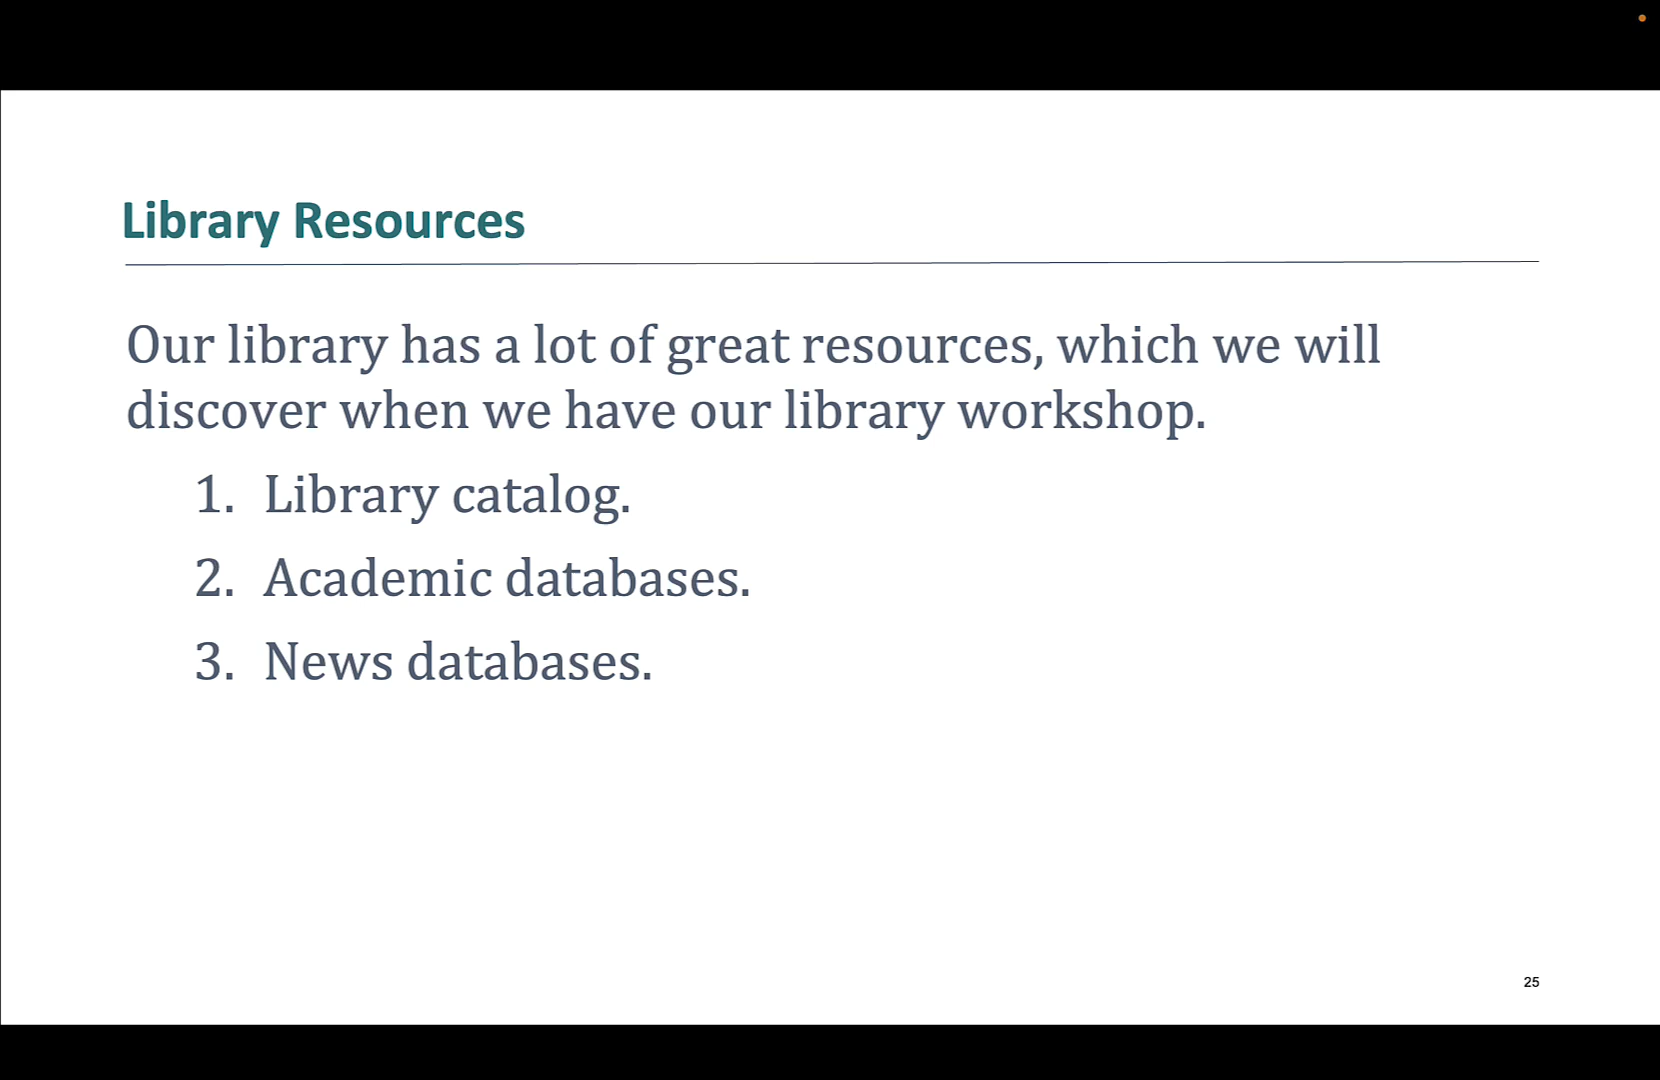 Library Resources
Our library has a lot of great resources, which we will
discover when we have our library workshop.
1. Library catalog.
2. Academic databases.
3. News databases.
25